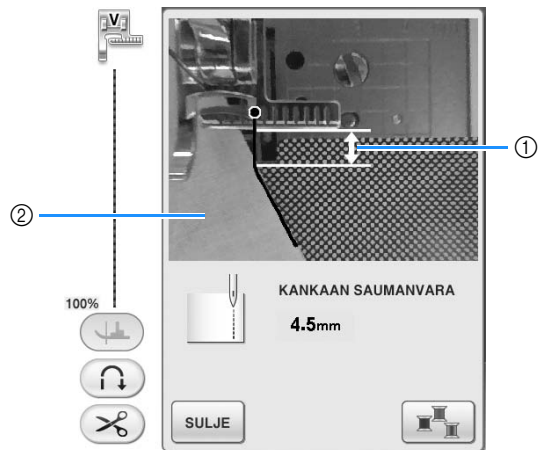 V
①
②
100%
KANKAAN SAUMANVARA
4.5mm
SULJE